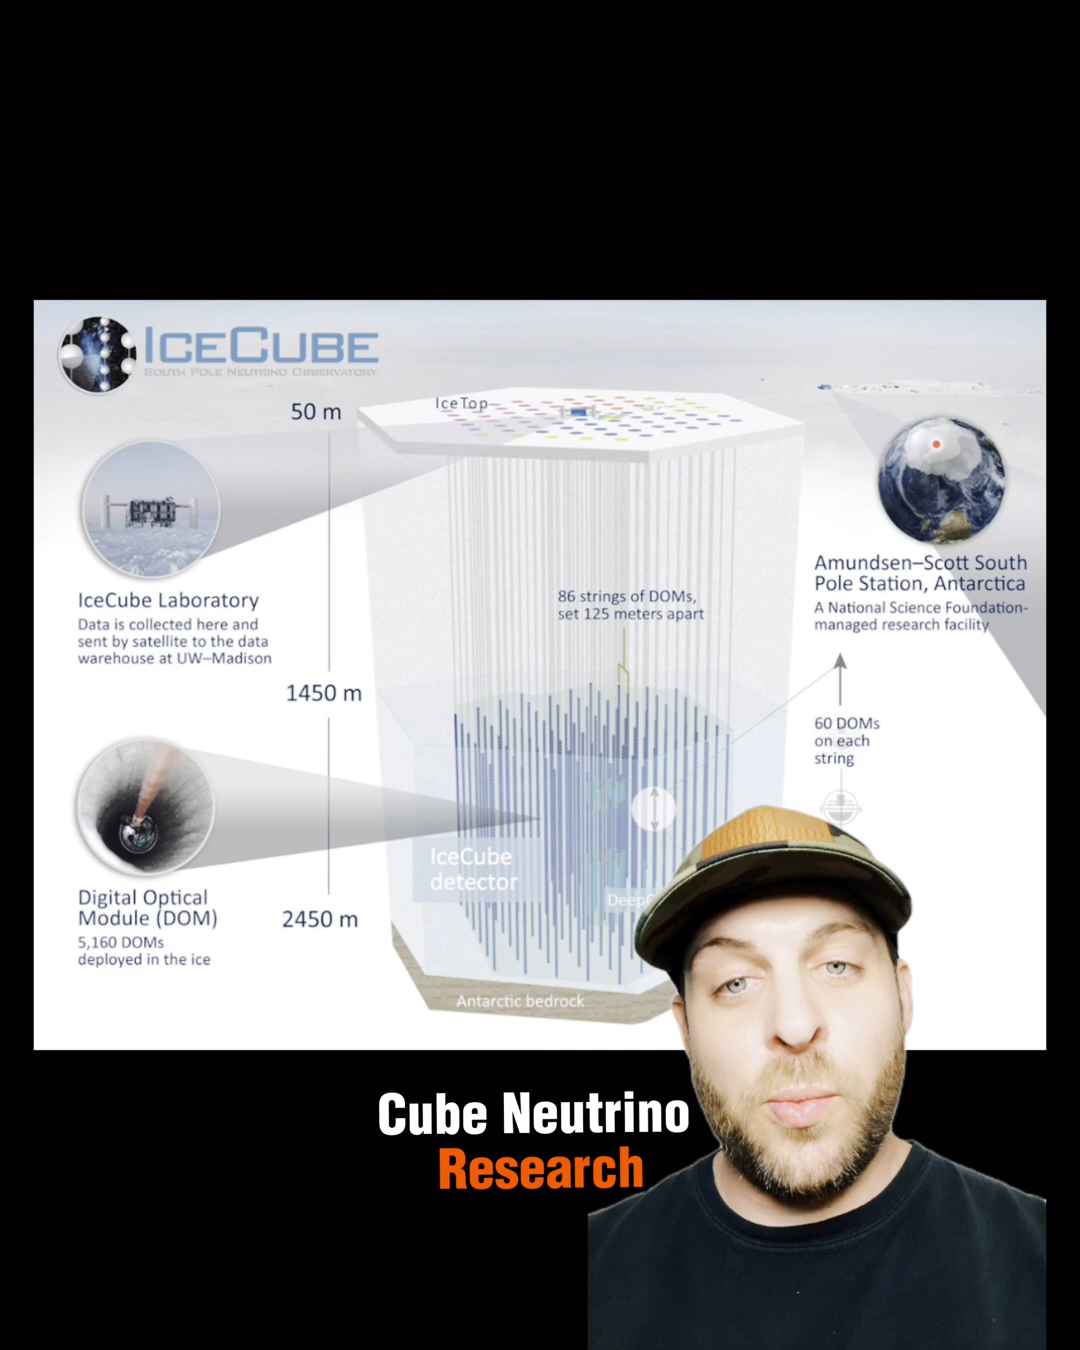 ICECUBE
SOUTH POLE NEUTRINO OBSERVATORY
50 m
IceTop
IceCube Laboratory
Data is collected here and
sent by satellite to the data
warehouse at UW–Madison
86 strings of DOMs,
set 125 meters apart
Amundsen–Scott South
Pole Station, Antarctica
A National Science Foundation-
managed research facility
1450 m
60 DOMs
on each
string
IceCube
detector
Digital Optical
Module (DOM)
5,160 DOMs
deployed in the ice
2450 m
Antarctic bedrock
Cube Neutrino
Research